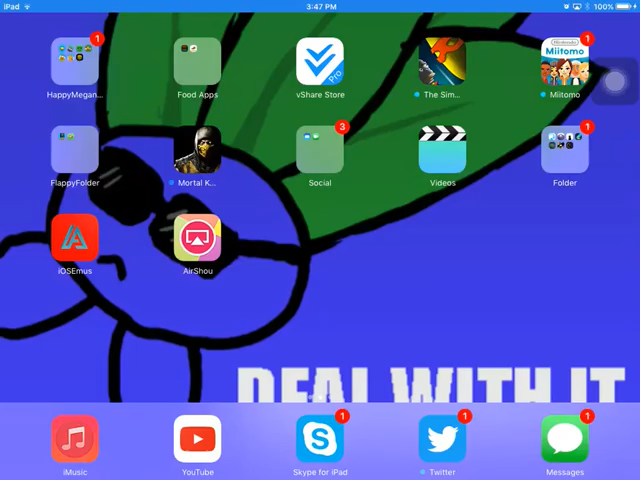 iPad 3:47 PM 100%
1 1
Pro Nintendo Miitomo
HappyMegan... Food Apps vShare Store The Sim... Miitomo
3 1
FlappyFolder Mortal K... Social Videos Folder
iOSEmus AirShou
DEAL WITH IT
1 1 1
iMusic YouTube Skype for iPad Twitter Messages